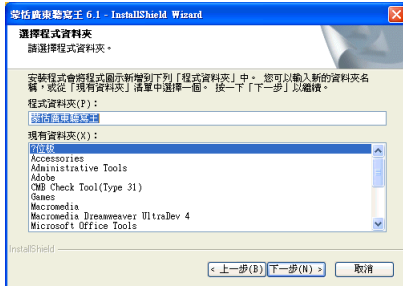 蒙恬廣東聽寫王 6.1 - InstallShield Wizard
選擇程式資料夾
請選擇程式資料夾。
安裝程式會將程式圖示新增到下列「程式資料夾」中。 您可以輸入新的資料夾名
稱,或從「現有資料夾」清單中選擇一個。 按一下「下一步」以繼續。
程式資料夾(P):
蒙恬廣東聽寫王
現有資料夾(X):
?位板
Accessories
Administrative Tools
Adobe
CMB Check Tool(Type 31)
Games
Macromedia
Macromedia Dreamweaver UltraDev 4
Microsoft Office Tools
InstallShield
< 上一步(B)
下一步(N) >
取消